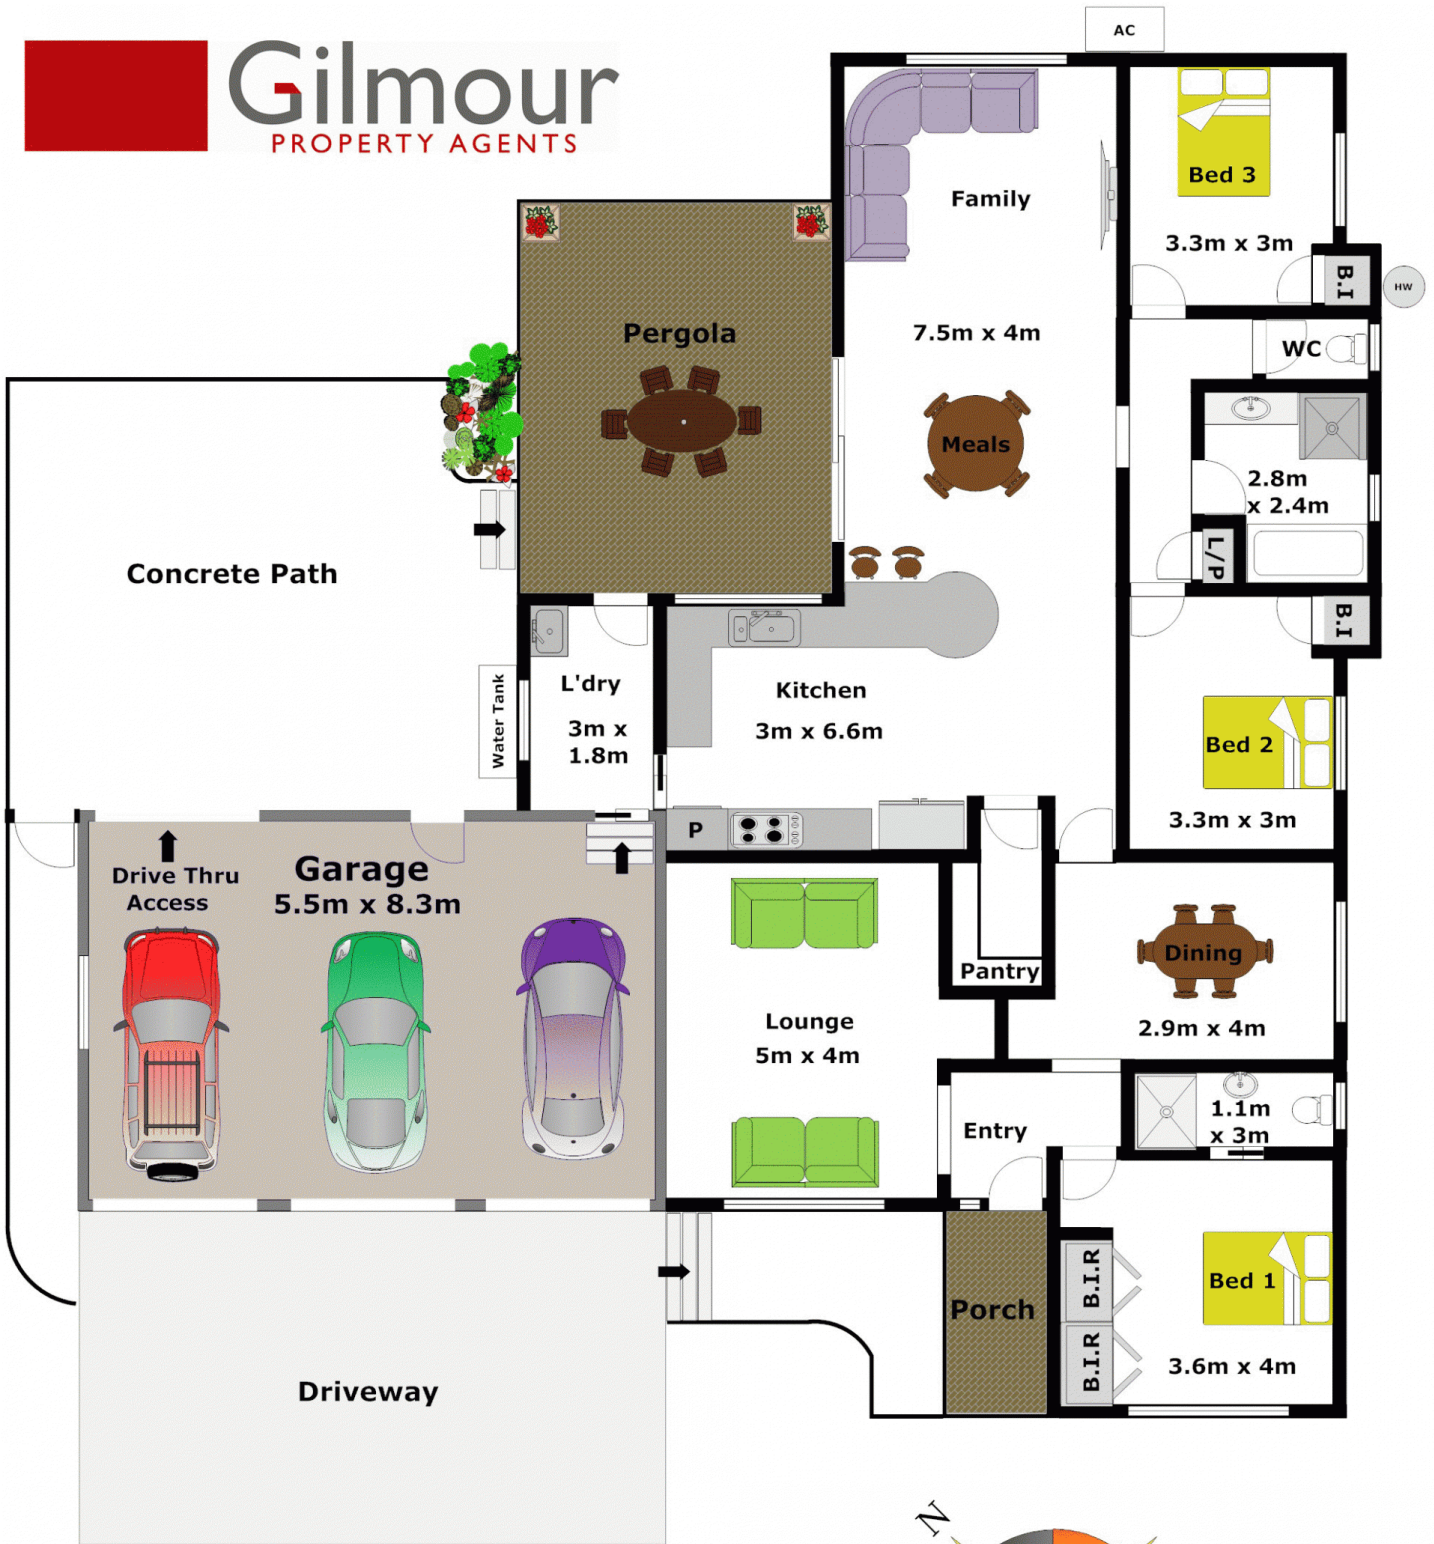 AC
Gilmour
PROPERTY AGENTS
Bed 3
Family
3.3m x 3m
B.I
HW
Pergola
7.5m x 4m
WC
Meals
2.8m
x 2.4m
L/P
Concrete Path
B.I
L'dry
Kitchen
Water Tank
3m x
1.8m
3m x 6.6m
Bed 2
3.3m x 3m
P
Garage
5.5m x 8.3m
Drive Thru
Access
Dining
Pantry
Lounge
5m x 4m
2.9m x 4m
1.1m
x 3m
Entry
B.I.R
Bed 1
Porch
B.I.R
3.6m x 4m
Driveway
N